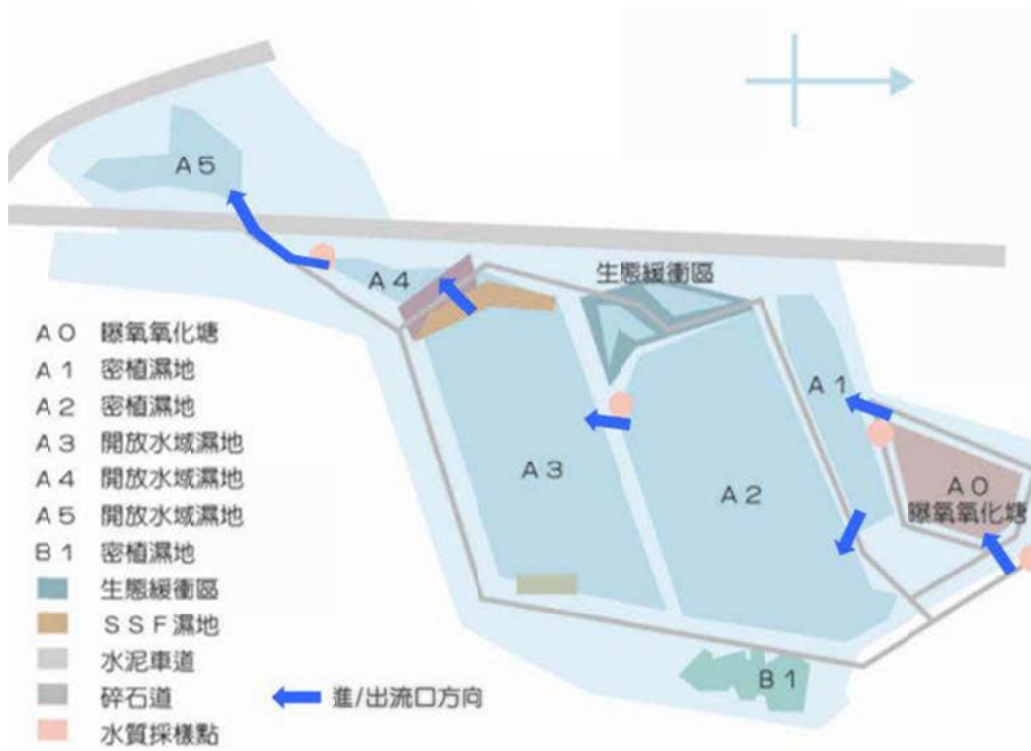 A5
生態緩衝區
A4
A1
A3
A2
A0
曝氧氧化塘
B1
A0 曝氧氧化塘
A1 密植濕地
A2 密植濕地
A3 開放水域濕地
A4 開放水域濕地
A5 開放水域濕地
B1 密植濕地
生態緩衝區
SSF濕地
水泥車道
碎石道
水質採樣點
進/出流口方向